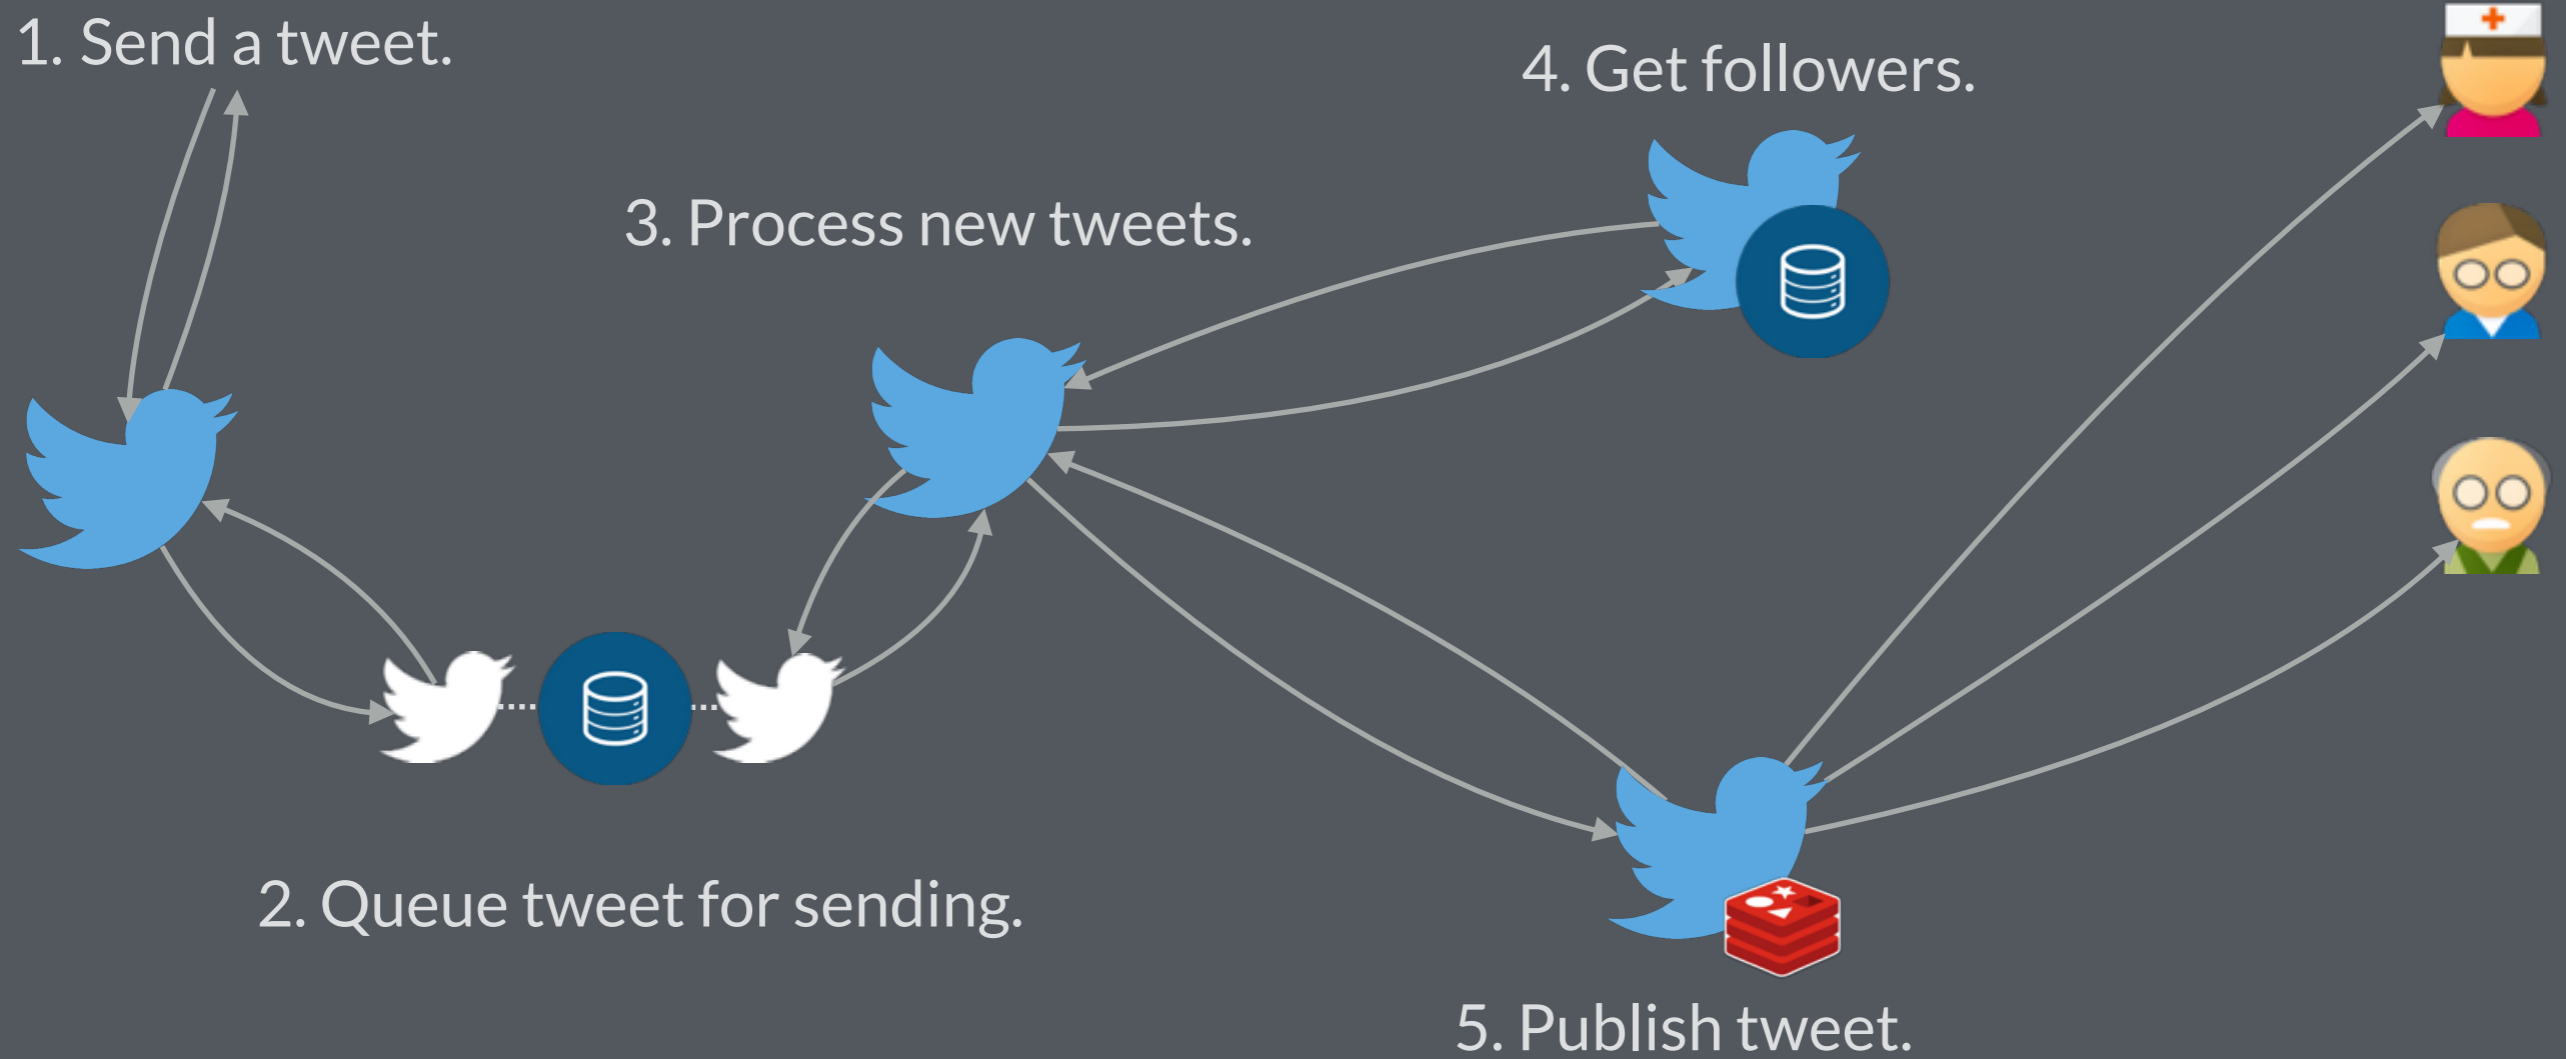 1. Send a tweet.
4. Get followers.
3. Process new tweets.
2. Queue tweet for sending.
5. Publish tweet.